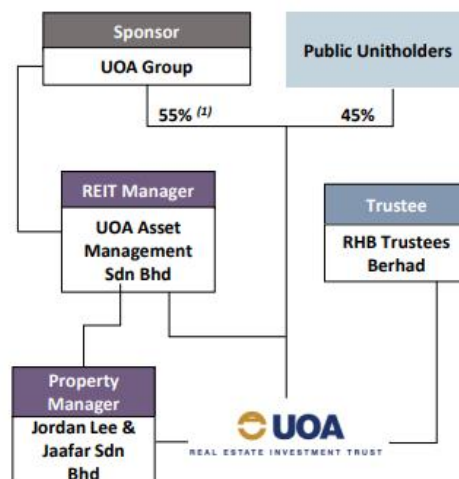 Sponsor
UOA Group
Public Unitholders
55% (1)
45%
REIT Manager
UOA Asset
Management
Sdn Bhd
Trustee
RHB Trustees
Berhad
Property
Manager
Jordan Lee &
Jaafar Sdn
Bhd
UOA
REAL ESTATE INVESTMENT TRUST